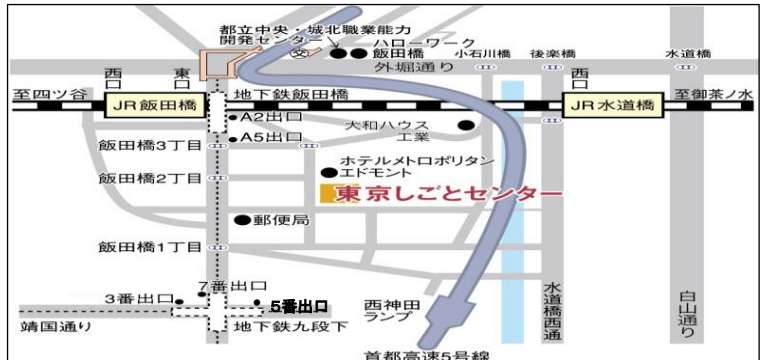 都立中央・城北職業能力
開発センター
ハローワーク
飯田橋
小石川橋
後楽橋
水道橋
外堀通り
西口
東口
西口
至四ツ谷
JR飯田橋
地下鉄飯田橋
JR水道橋
至御茶ノ水
A2出口
A5出口
大和ハウス
工業
飯田橋3丁目
ホテルメトロポリタン
エドモント
飯田橋2丁目
東京しごとセンター
郵便局
飯田橋1丁目
7番出口
3番出口
5番出口
西神田
ランプ
水道橋西通
白山通り
靖国通り
地下鉄九段下
首都高速5号線